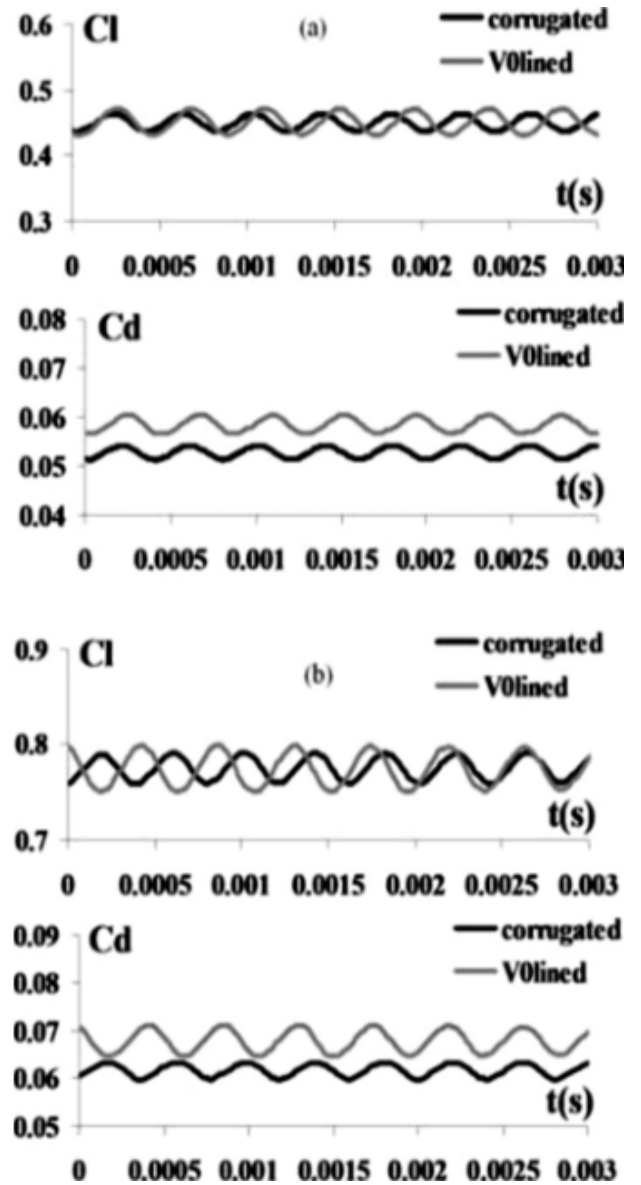 0.6 Cl (a) corrugated
V0lined
0.5
0.4
0.3 t(s)
0 0.0005 0.001 0.0015 0.002 0.0025 0.003
0.08 Cd corrugated
0.07 V0lined
0.06
0.05
0.04 t(s)
0 0.0005 0.001 0.0015 0.002 0.0025 0.003
0.9 Cl (b) corrugated
V0lined
0.8
0.7 t(s)
0 0.0005 0.001 0.0015 0.002 0.0025 0.003
0.09 Cd corrugated
0.08 V0lined
0.07
0.06
0.05 t(s)
0 0.0005 0.001 0.0015 0.002 0.0025 0.003